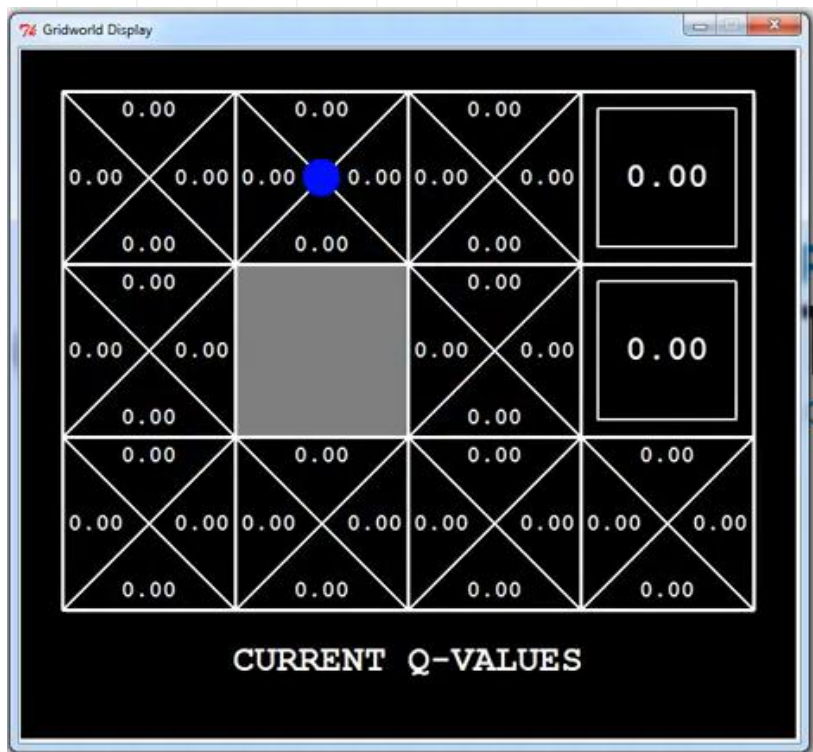 Gridworld Display
0.00 0.00 0.00
0.00 0.00 0.00 0.00 0.00 0.00 0.00
0.00 0.00 0.00
0.00 0.00
0.00 0.00 0.00 0.00 0.00
0.00 0.00
0.00 0.00 0.00 0.00
0.00 0.00 0.00 0.00 0.00 0.00 0.00 0.00
0.00 0.00 0.00 0.00
CURRENT Q-VALUES